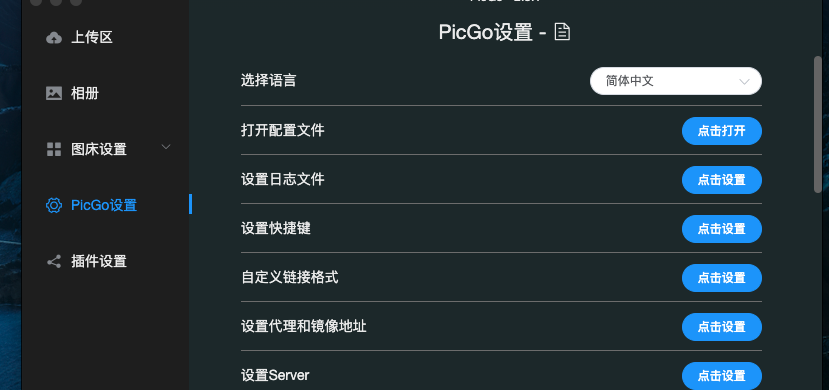 上传区
相册
图床设置
PicGo设置
插件设置
PicGo设置 -
选择语言
简体中文
打开配置文件
点击打开
设置日志文件
点击设置
设置快捷键
点击设置
自定义链接格式
点击设置
设置代理和镜像地址
点击设置
设置Server
点击设置